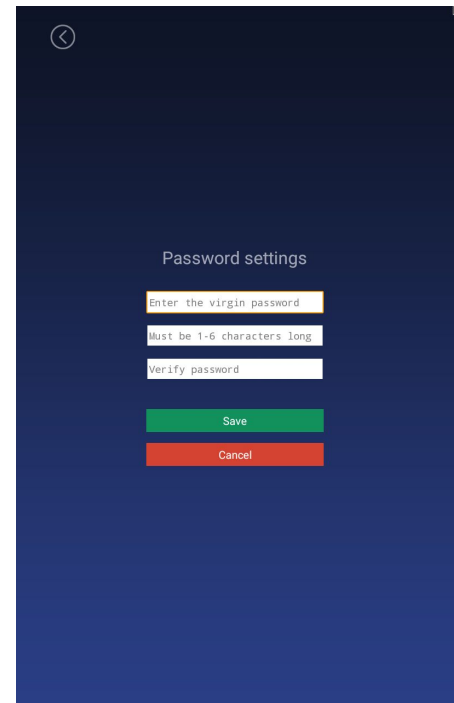 Password settings
Enter the virgin password
Must be 1-6 characters long
Verify password
Save
Cancel